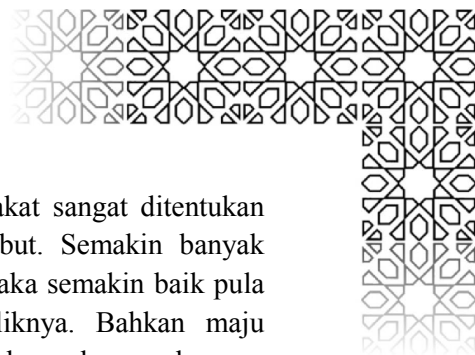 akat sangat ditentukan
but. Semakin banyak
aka semakin baik pula
liknya. Bahkan maju